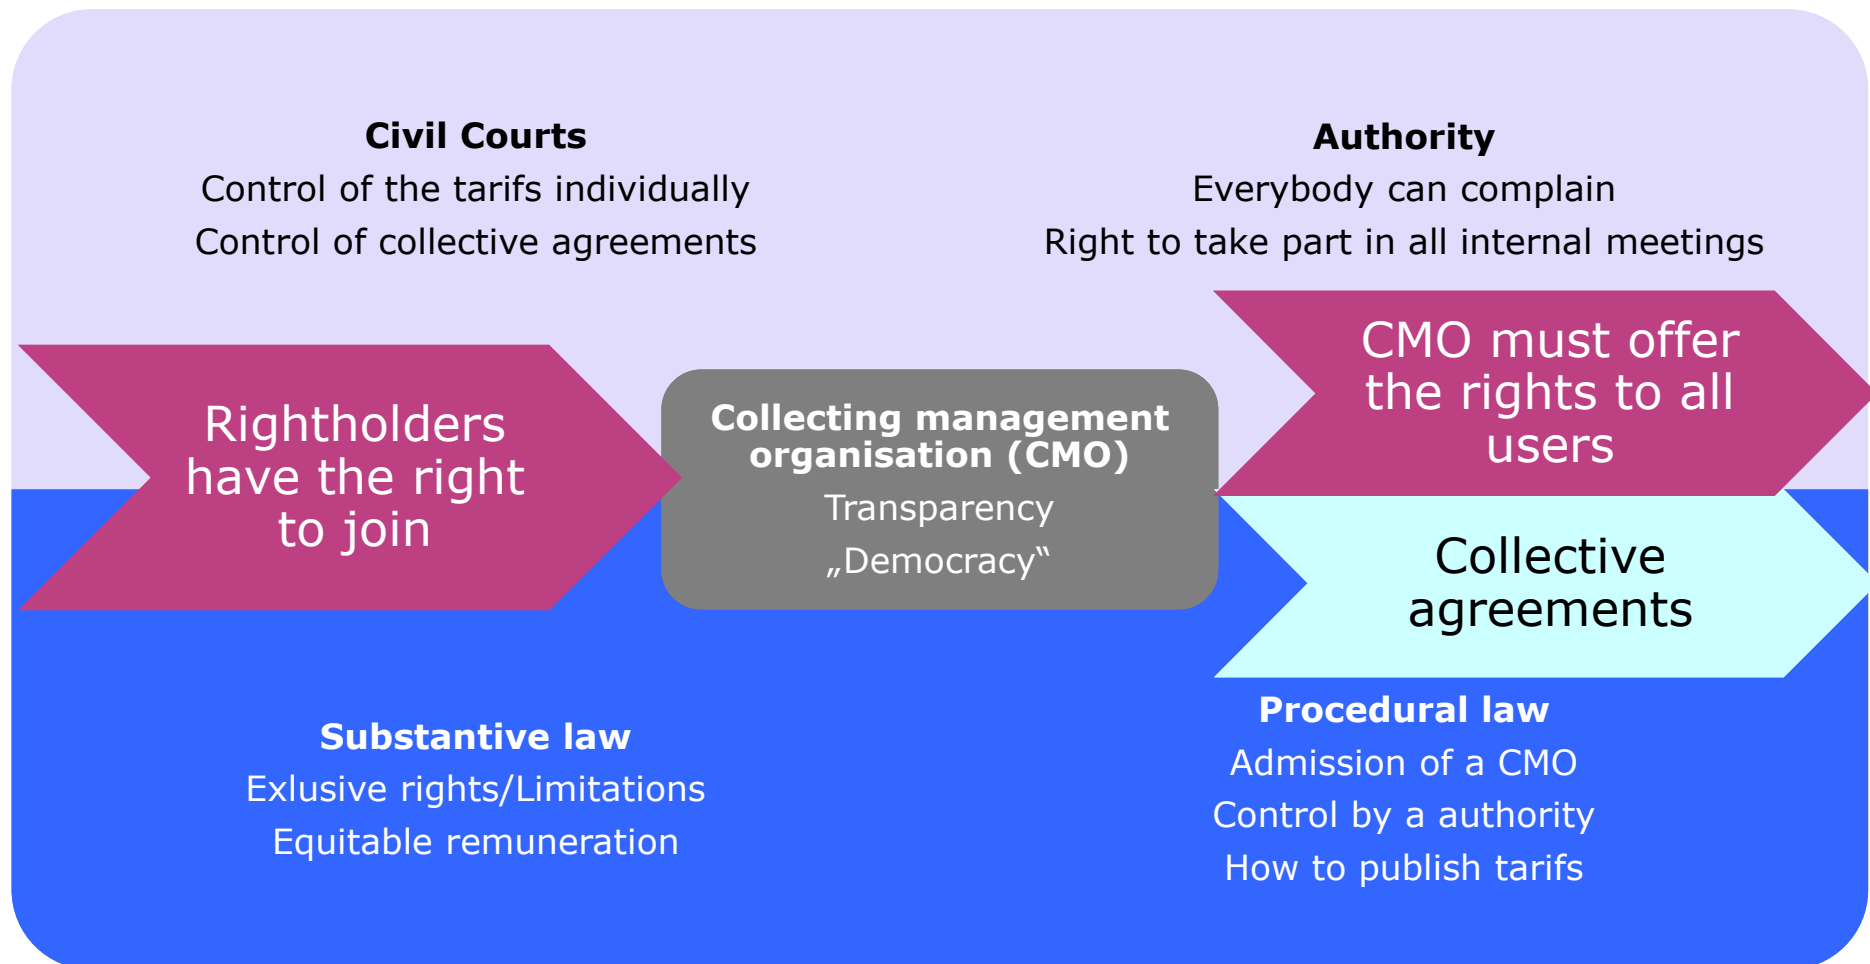 Civil Courts
Control of the tarifs individually
Control of collective agreements
Authority
Everybody can complain
Right to take part in all internal meetings
Rightholders
have the right
to join
Collecting management
organisation (CMO)
Transparency
„Democracy“
CMO must offer
the rights to all
users
Collective
agreements
Substantive law
Exlusive rights/Limitations
Equitable remuneration
Procedural law
Admission of a CMO
Control by a authority
How to publish tarifs